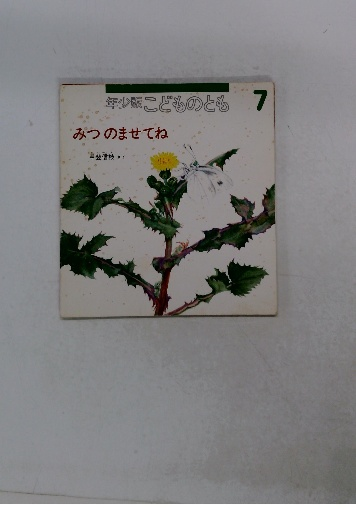 年少版 こどものとも 7
みつ のませてね